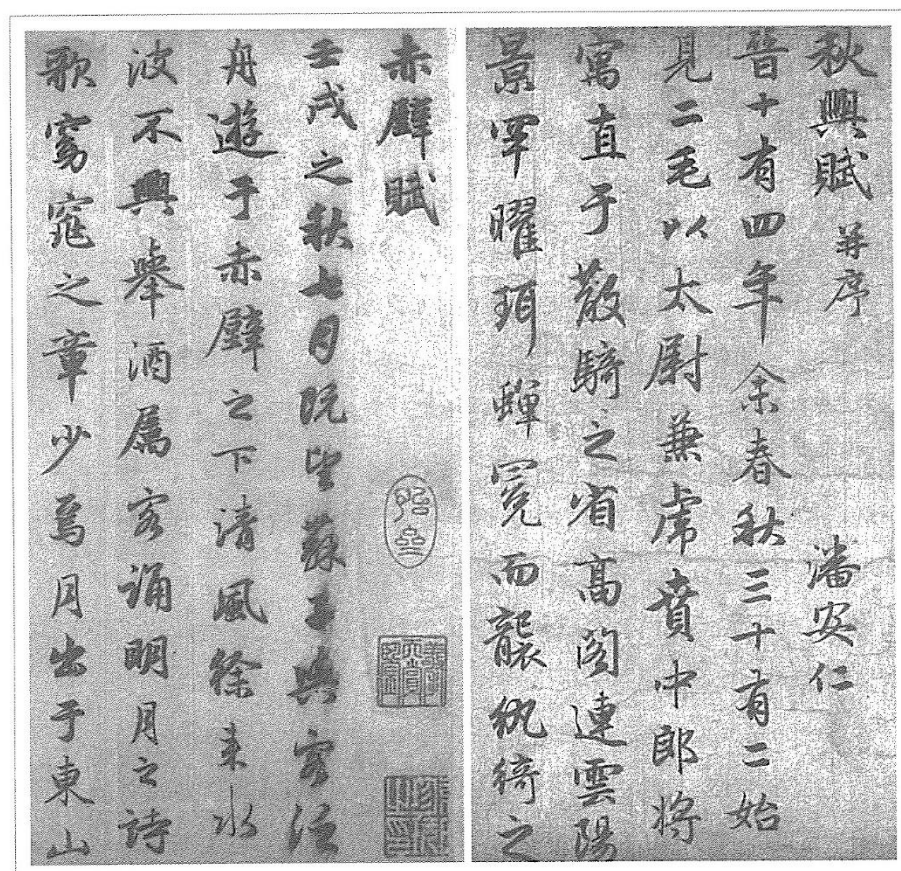 秋興賦 并序 潘安仁
晉十有四年余春秋三十有二始
見二毛以太尉兼虎賁中郎將
寓直于散騎之省高閣連雲陽
景罕曜珥蟬冕而襲紈綺之
赤壁賦
壬戌之秋七月既望蘇子與客泛
舟遊于赤壁之下清風徐来水
波不興舉酒属客誦明月之詩
歌窈窕之章少焉月出于東山